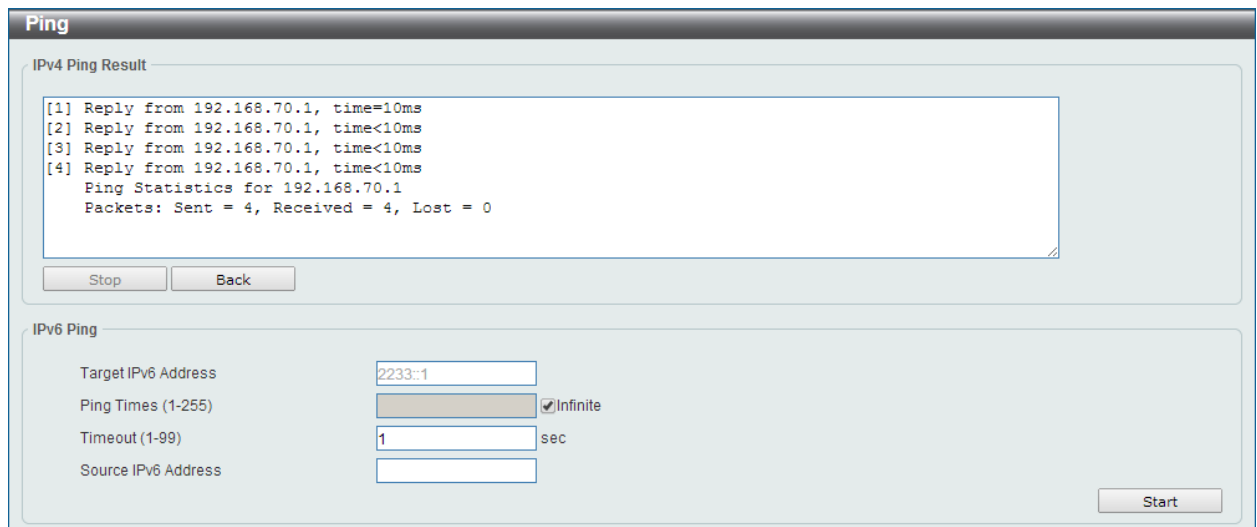 Ping
IPv4 Ping Result
[1] Reply from 192.168.70.1, time=10ms
[2] Reply from 192.168.70.1, time<10ms
[3] Reply from 192.168.70.1, time<10ms
[4] Reply from 192.168.70.1, time<10ms
Ping Statistics for 192.168.70.1
Packets: Sent = 4, Received = 4, Lost = 0
Stop Back
IPv6 Ping
Target IPv6 Address 2233::1
Ping Times (1-255) Infinite
Timeout (1-99) 1 sec
Source IPv6 Address
Start